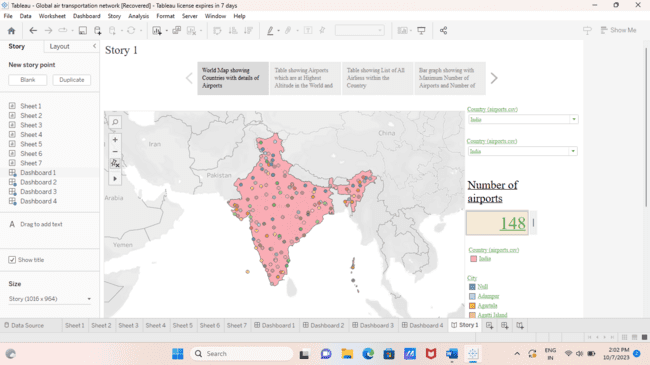 Tableau - Global air transportation network (Recovered) - Tableau license expires in 7 days
File Data Worksheet Dashboard Story Analysis Format Server Window Help
Show Me
Story
Layout
New story point
Blank
Duplicate
Sheet 1
Sheet 2
Sheet 3
Sheet 4
Sheet 5
Sheet 6
Sheet 7
Dashboard 1
Dashboard 2
Dashboard 3
Dashboard 4
A Drag to add text
Show title
Size
Story (1016 x 964)
Story 1
World Map showing
Countries with details of
Airports
Table showing Airports
which are at Highest
Altitude in the World and
Table showing List of All
Airlines within the
Country
Bar graph showing with
Maximum Number of
Airports and Number of
Iran
China
Pakistan
Arabia
Yemen
Country (airports.csv)
India
Country (airports.csv)
India
Number of
airports
148
Country (airports.csv)
India
City
Adampur
Agartala
Data Source
Sheet 1
Sheet 2
Sheet 3
Sheet 4
Sheet 5
Sheet 6
Sheet 7
Dashboard 1
Dashboard 2
Dashboard 3
Dashboard 4
Story 1
Search
ENG
IN
2:02 PM
10/7/2023
2